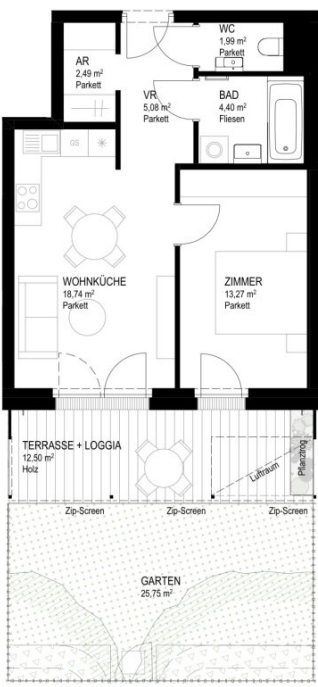 WC
1,99 m²
Parkett
AR
2,49 m²
Parkett
VR
5,08 m²
Parkett
BAD
4,40 m²
Fliesen
GS
WOHNKÜCHE
18,74 m²
Parkett
ZIMMER
13,27 m²
Parkett
TERRASSE + LOGGIA
12,50 m²
Holz
Luftraum
Pflanztrog
Zip-Screen
Zip-Screen
Zip-Screen
GARTEN
25,75 m²